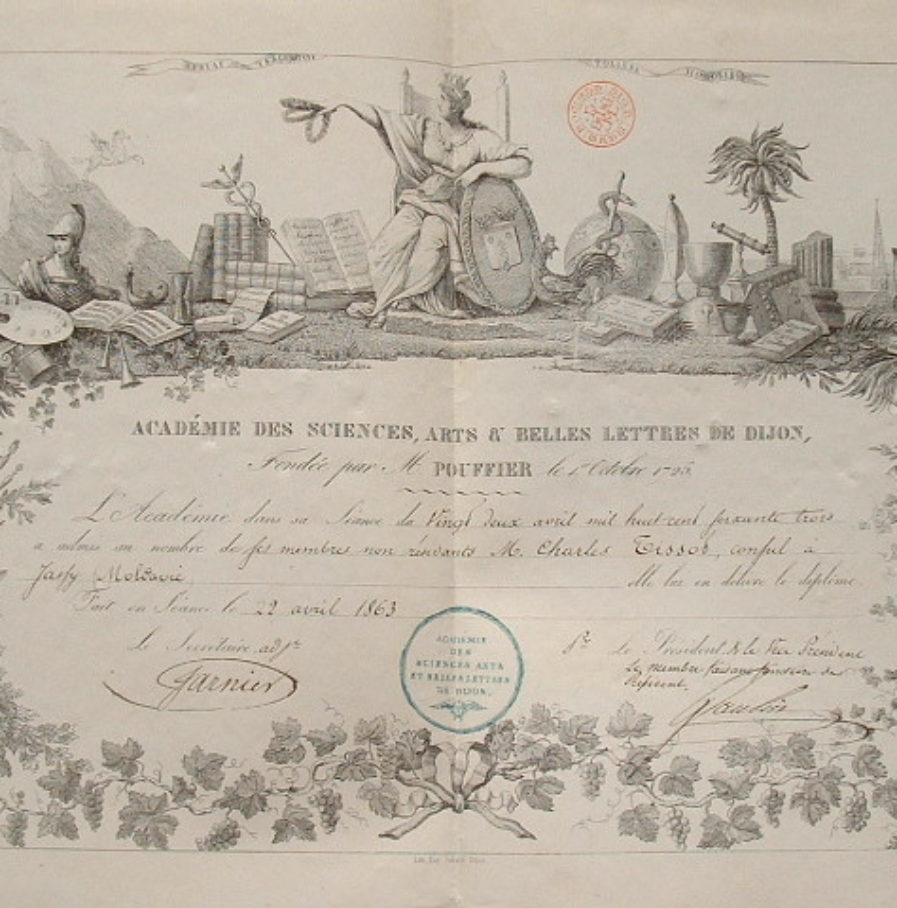 ACADÉMIE DES SCIENCES, ARTS & BELLES LETTRES DE DIJON,
Fondée par M. POUFFIER le 1er Octobre 1725.
L'Académie dans sa Séance du Vingt deux avril mil huit cent soixante trois
a admis au nombre de ses membres non résidants M. Charles Tissot, consul à
Jassy (Moldavie)
elle lui en délivre le diplôme.
Fait en Séance le 22 avril 1863
Le Secrétaire adjt
Pr Le Président & le Vice Président
Le membre faisant fonction de
Président,
Garnier
ACADEMIE
DES
SCIENCES ARTS
ET BELLES LETTRES
DE DIJON